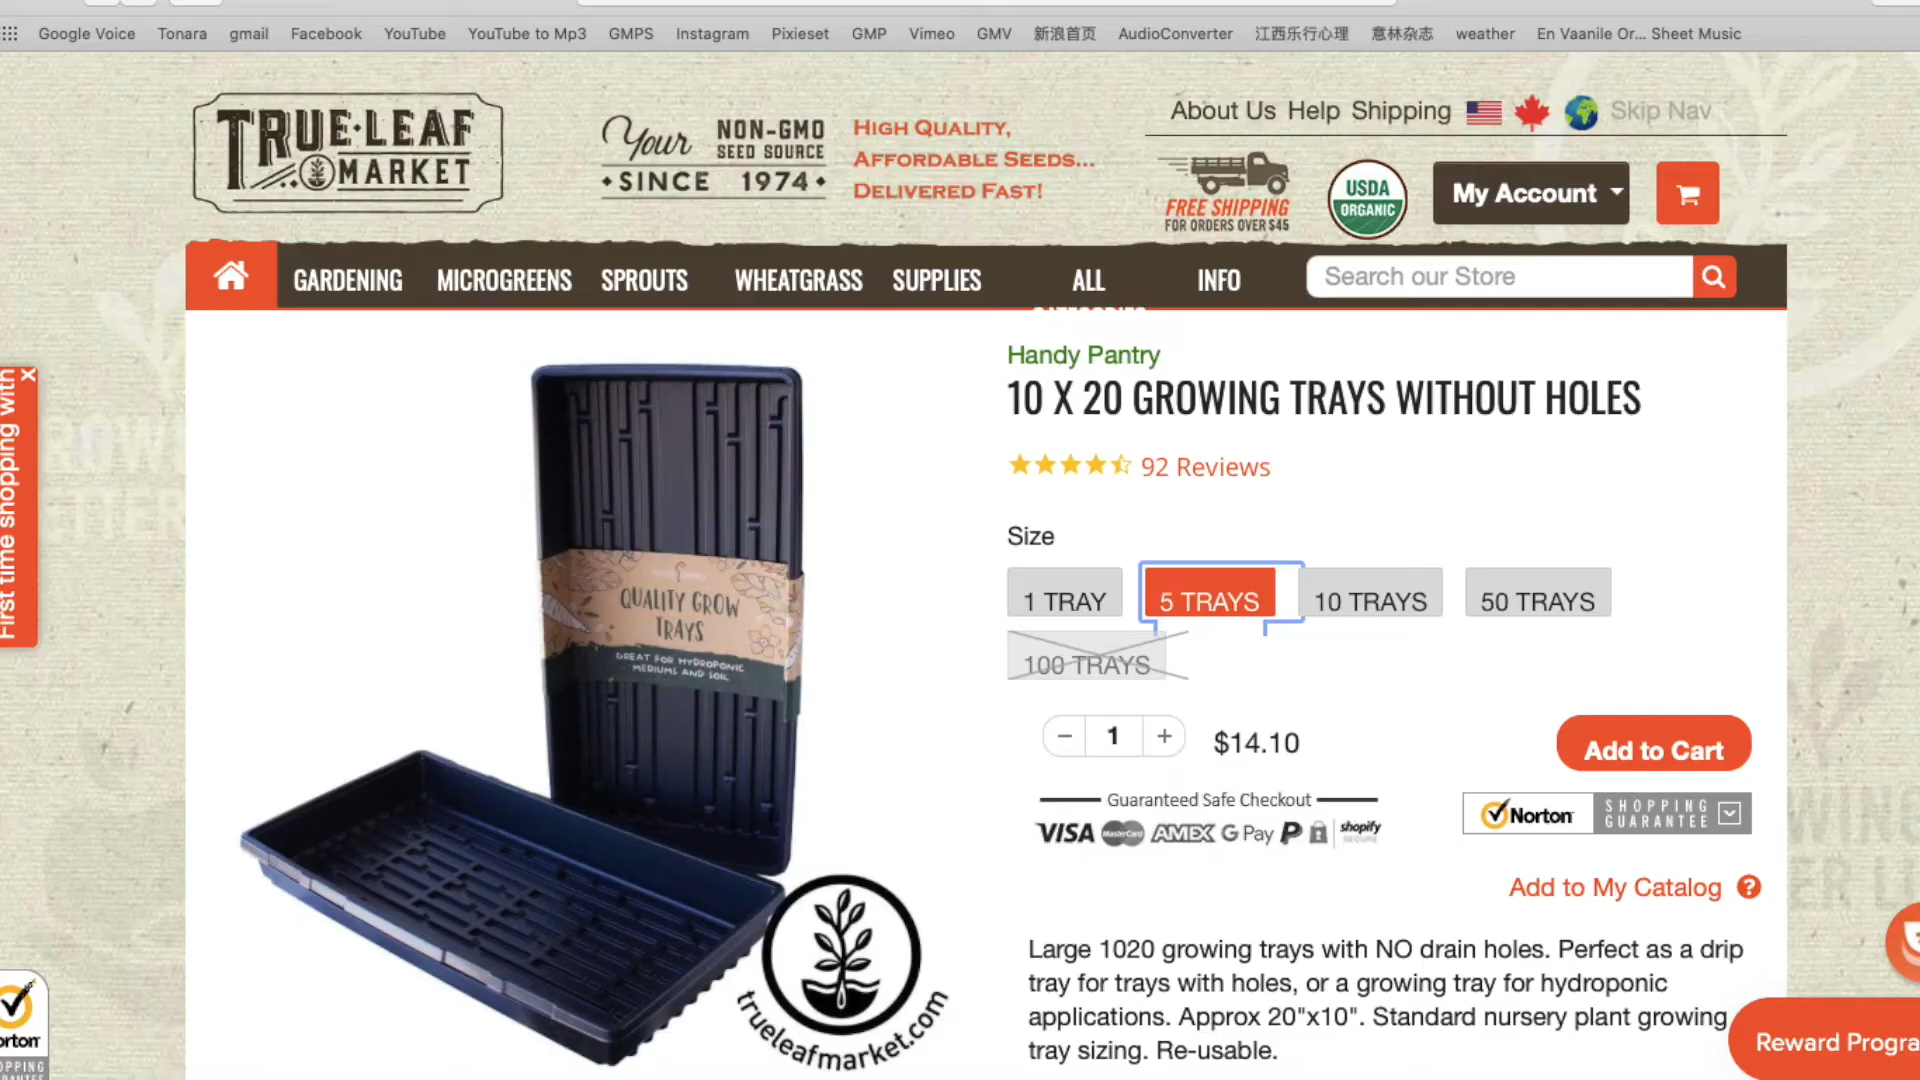 Google Voice Tonara gmail Facebook YouTube YouTube to Mp3 GMPS Instagram Pixieset GMP Vimeo GMV 新浪首页 AudioConverter 江西乐行心理 意林杂志 weather En Vaanile Or... Sheet Music
TRUE·LEAF
MARKET
Your NON-GMO
SEED SOURCE
SINCE 1974
HIGH QUALITY,
AFFORDABLE SEEDS...
DELIVERED FAST!
About Us Help Shipping Skip Nav
FREE SHIPPING
FOR ORDERS OVER $45
USDA
ORGANIC
My Account
GARDENING MICROGREENS SPROUTS WHEATGRASS SUPPLIES ALL INFO Search our Store
First time shopping with X
Handy Pantry
10 X 20 GROWING TRAYS WITHOUT HOLES
92 Reviews
Size
1 TRAY 5 TRAYS 10 TRAYS 50 TRAYS
100 TRAYS
QUALITY GROW
TRAYS
GREAT FOR HYDROPONIC
MEDIUMS AND SOIL
− 1 + $14.10
Add to Cart
Guaranteed Safe Checkout
VISA MasterCard AMEX G Pay P shopify
SECURE
Norton SHOPPING
GUARANTEE
Add to My Catalog ?
trueleafmarket.com
Large 1020 growing trays with NO drain holes. Perfect as a drip
tray for trays with holes, or a growing tray for hydroponic
applications. Approx 20"x10". Standard nursery plant growing
tray sizing. Re-usable.
Reward Progra
orton
OPPING